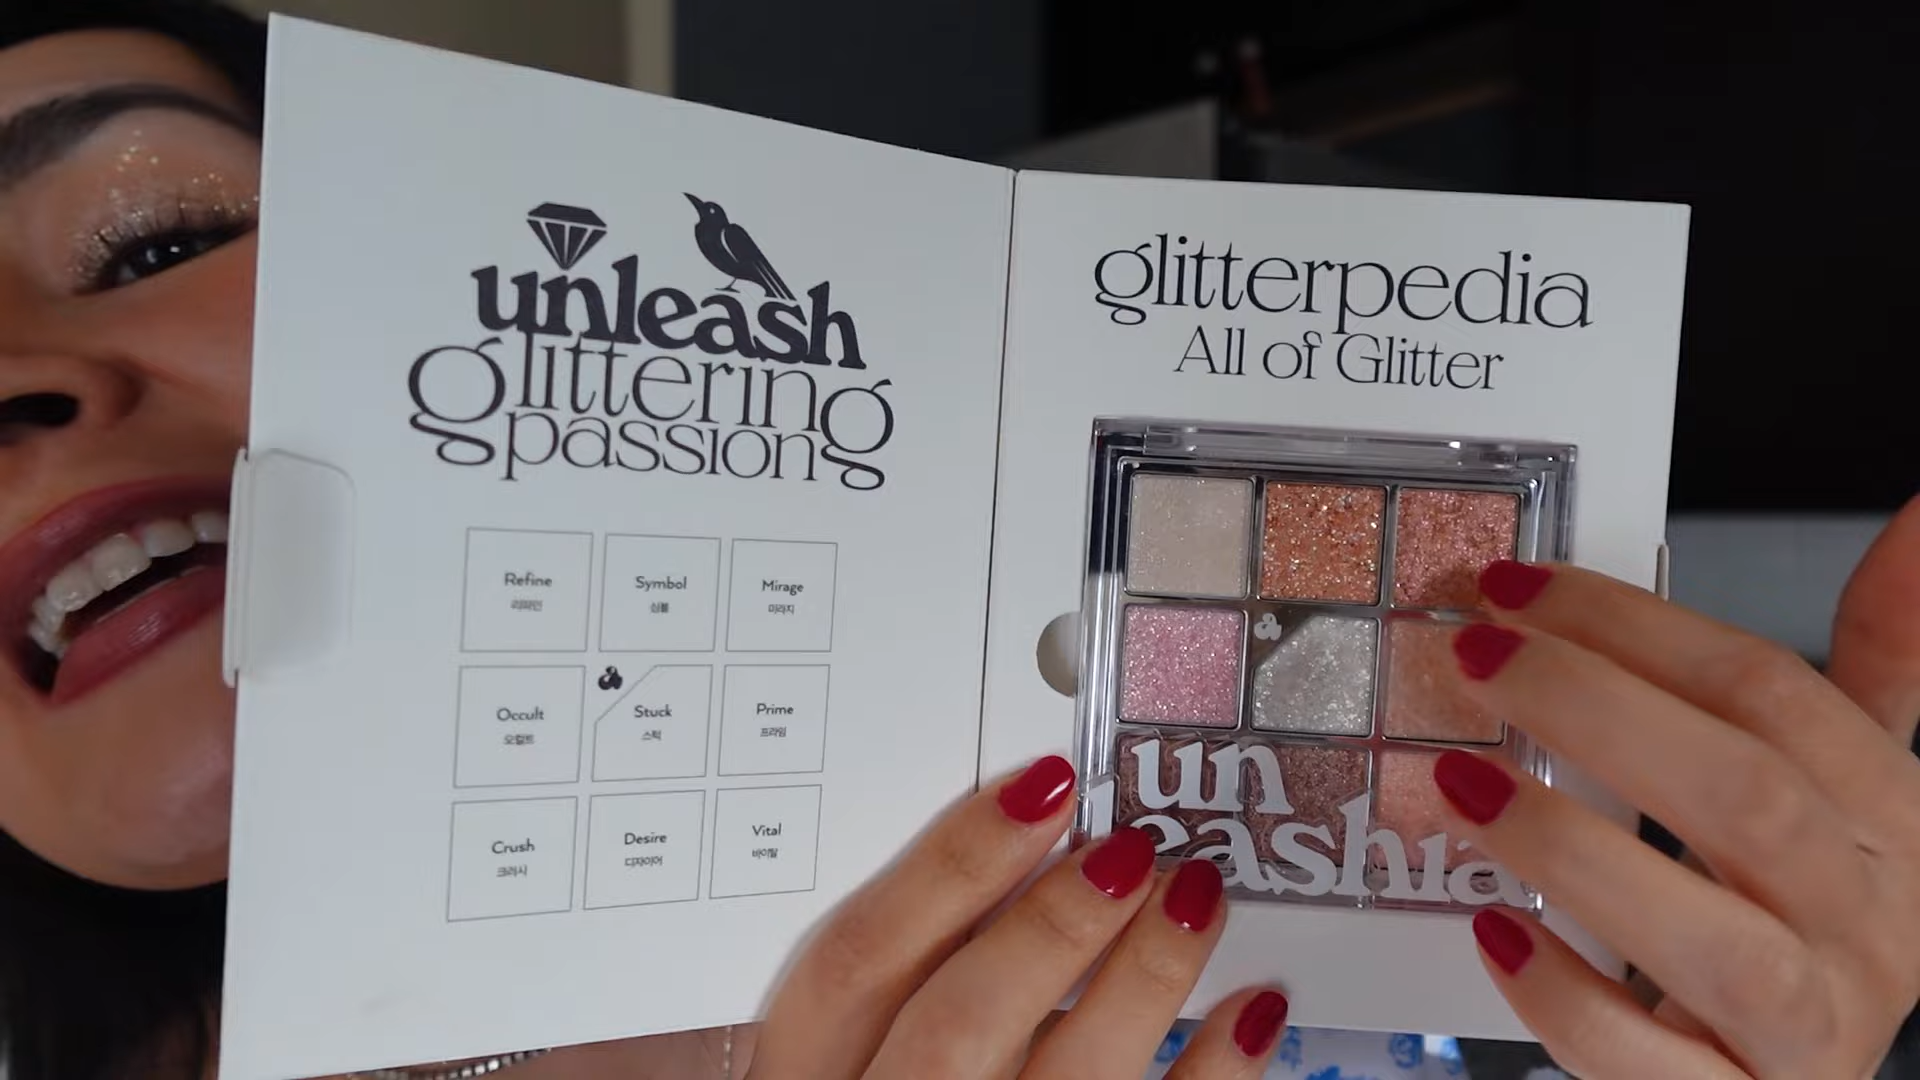 unleash
glittering
passion
Refine
리파인
Symbol
심볼
Mirage
미라지
Occult
오컬트
Stuck
스턱
Prime
프라임
Crush
크러시
Desire
디자이어
Vital
바이탈
glitterpedia
All of Glitter
un
leashia